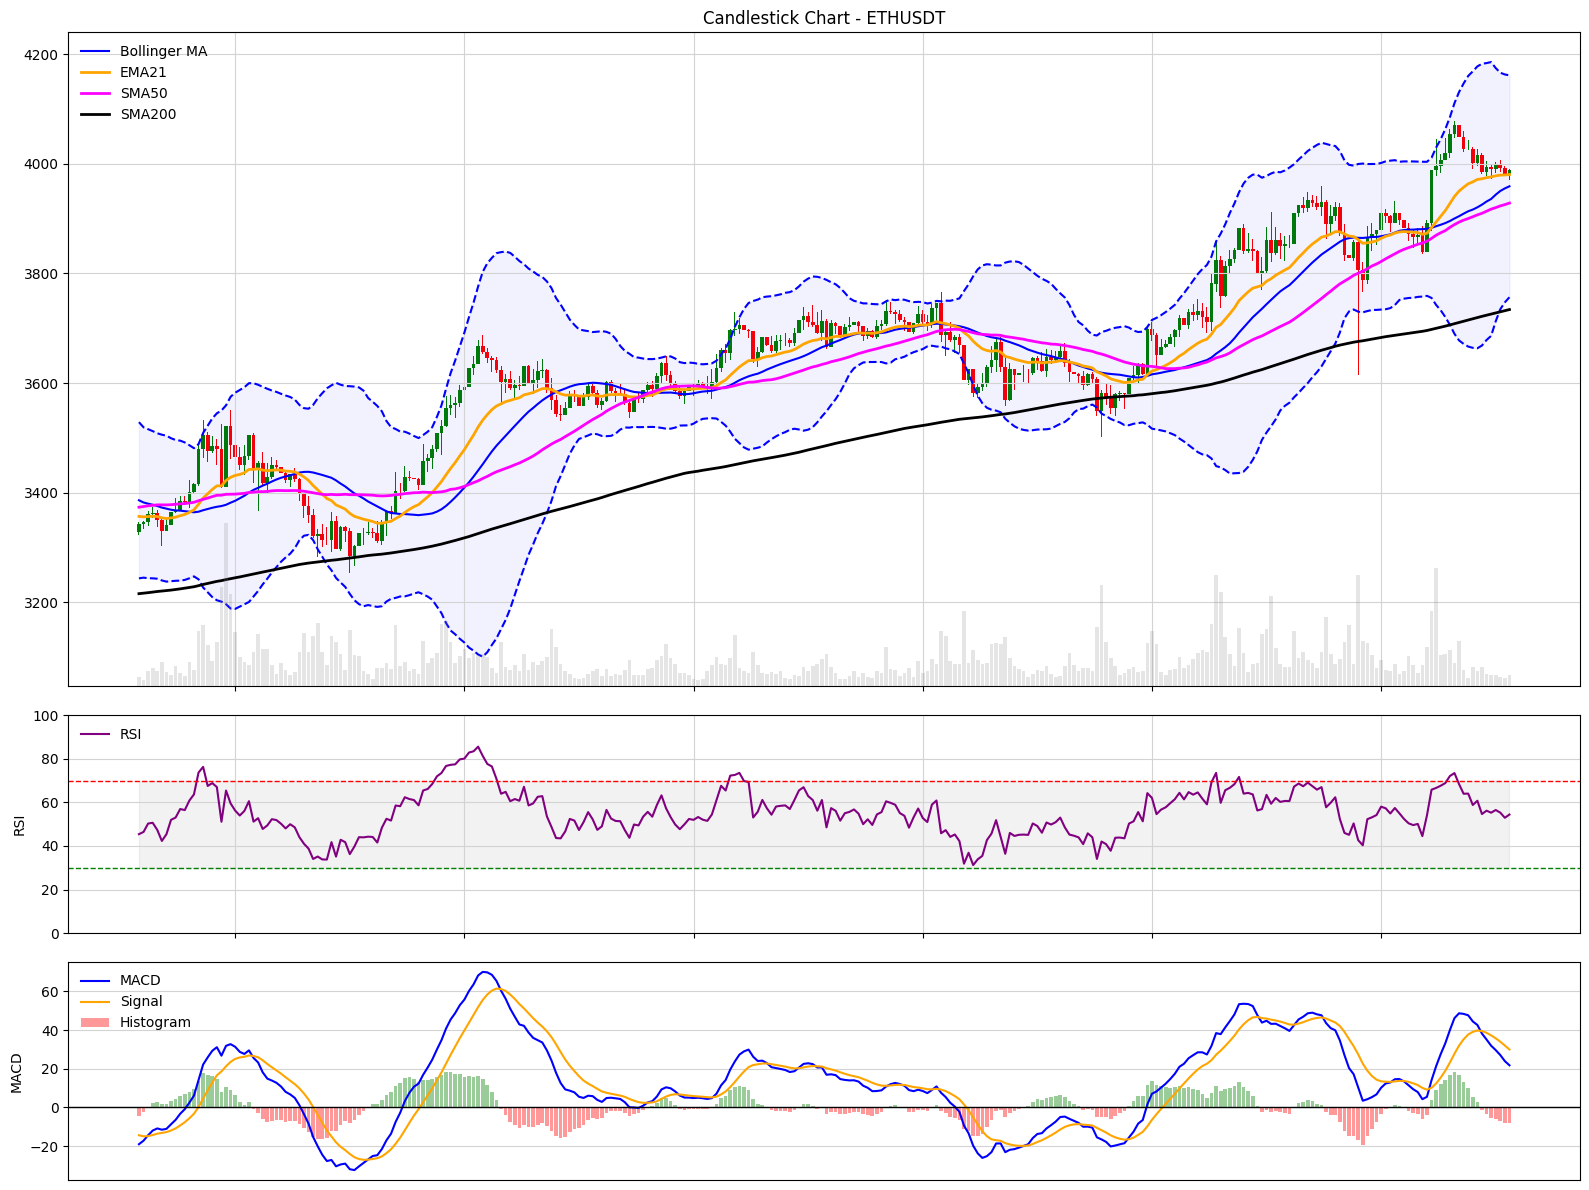 Candlestick Chart - ETHUSDT
Bollinger MA
EMA21
SMA50
SMA200
4200
4000
3800
3600
3400
3200
RSI
100
80
60
40
20
0
RSI
MACD
Signal
Histogram
60
40
20
0
−20
MACD